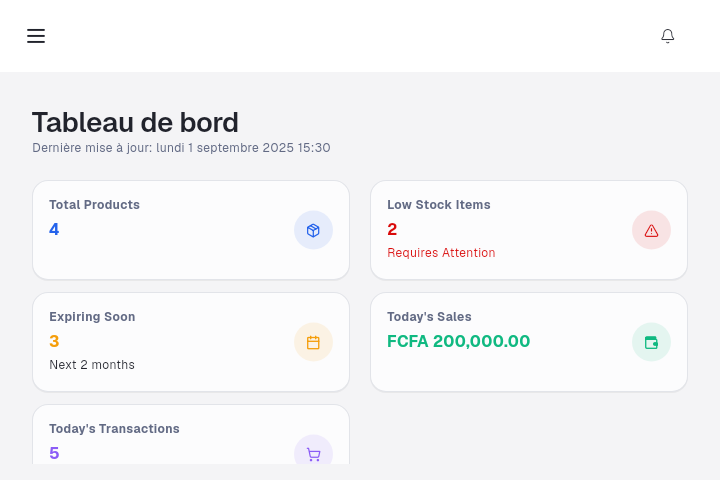 Tableau de bord
Dernière mise à jour: lundi 1 septembre 2025 15:30
Total Products
4
Low Stock Items
2
Requires Attention
Expiring Soon
3
Next 2 months
Today's Sales
FCFA 200,000.00
Today's Transactions
5